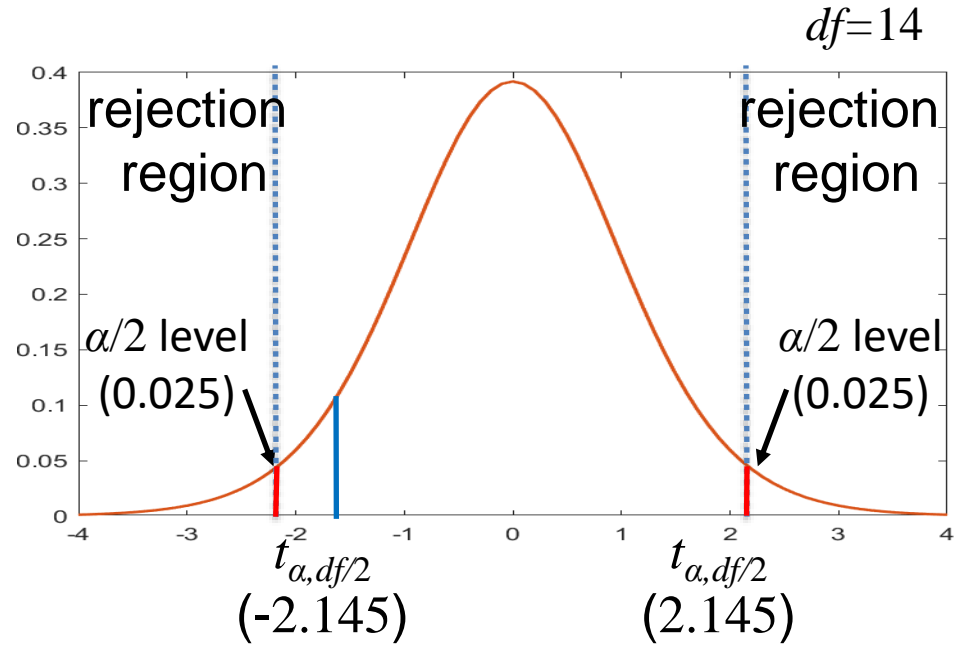 df=14
0.4
0.35
0.3
0.25
0.2
0.15
0.1
0.05
0
-4
-3
-2
-1
0
1
2
3
4
rejection
region
rejection
region
α/2 level
(0.025)
α/2 level
(0.025)
tα,df/2
(-2.145)
tα,df/2
(2.145)